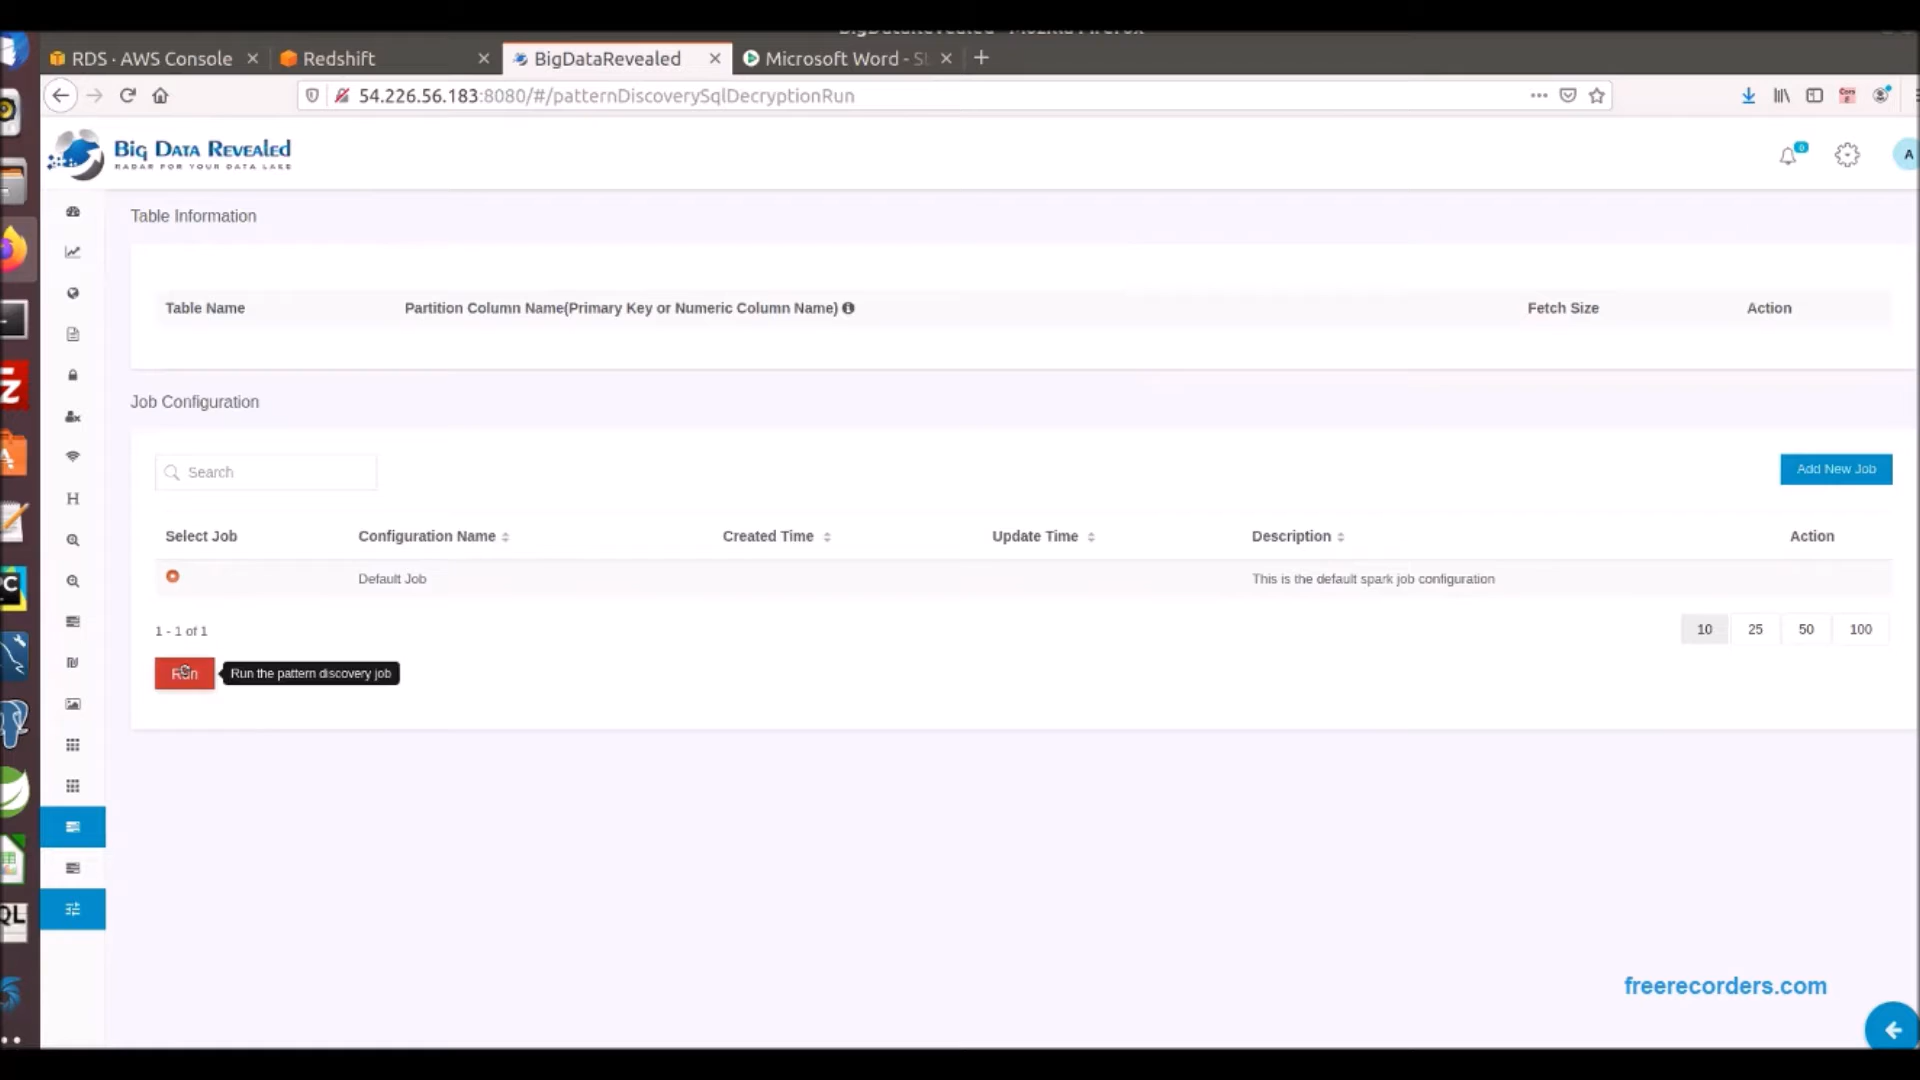 RDS · AWS Console
Redshift
BigDataRevealed
Microsoft Word -
54.226.56.183:8080/#/patternDiscoverySqlDecryptionRun
Big Data Revealed
RADAR FOR YOUR DATA LAKE
0
A
Table Information
Table Name
Partition Column Name(Primary Key or Numeric Column Name)
Fetch Size
Action
Job Configuration
Search
Add New Job
Select Job
Configuration Name
Created Time
Update Time
Description
Action
Default Job
This is the default spark job configuration
1 - 1 of 1
10
25
50
100
Run
Run the pattern discovery job
freerecorders.com